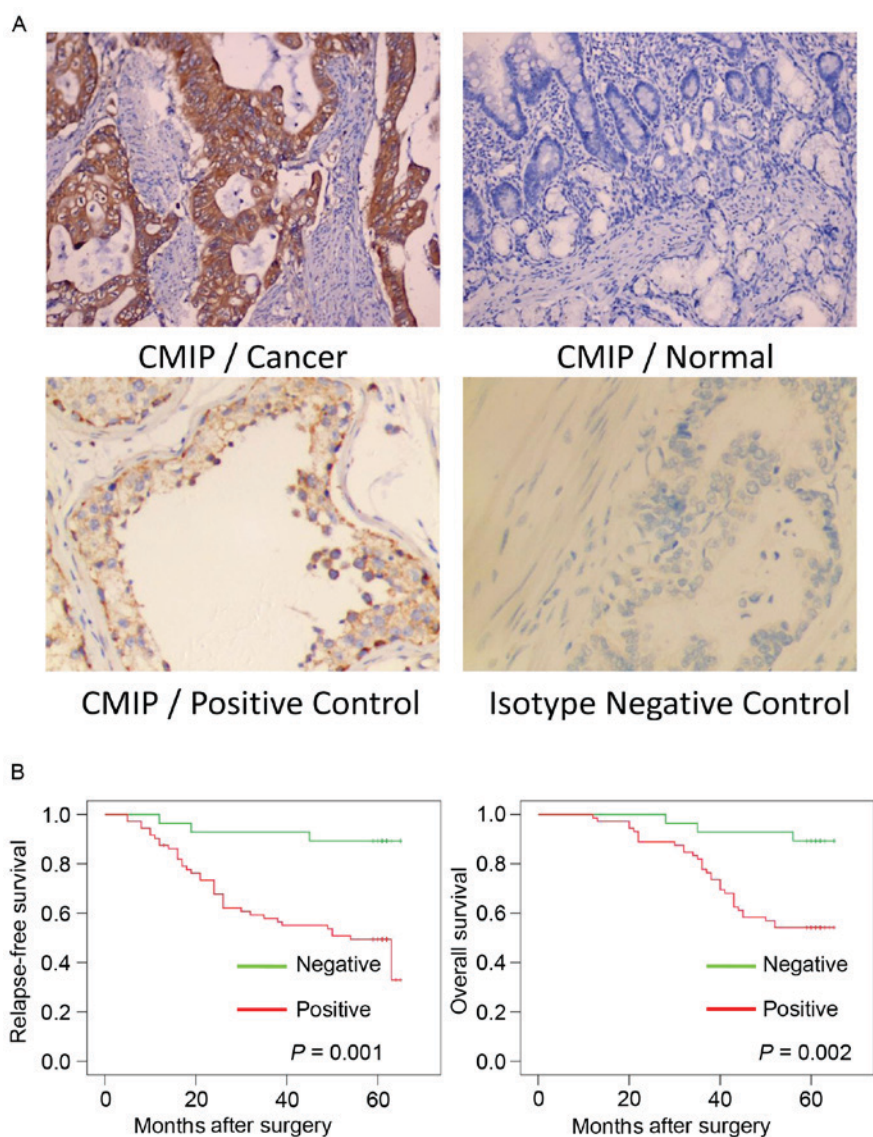 A
CMIP / Cancer
CMIP / Normal
CMIP / Positive Control
Isotype Negative Control
B
Relapse-free survival
1.0
0.8
0.6
0.4
0.2
0.0
Negative
Positive
P = 0.001
0 20 40 60
Months after surgery
Overall survival
1.0
0.8
0.6
0.4
0.2
0.0
Negative
Positive
P = 0.002
0 20 40 60
Months after surgery